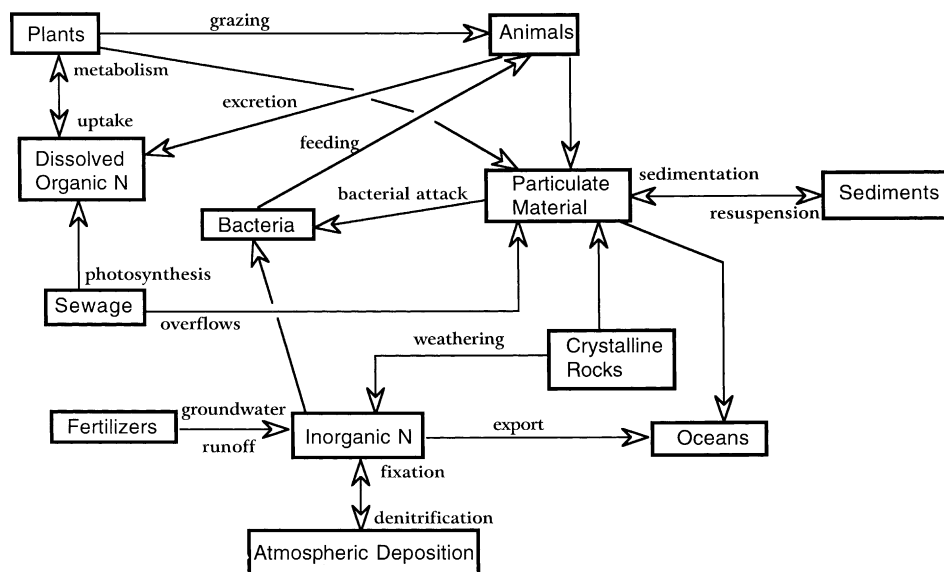 grazing
Plants
Animals
metabolism
excretion
uptake
feeding
Dissolved
Organic N
bacterial attack
Particulate
Material
sedimentation
resuspension
Sediments
Bacteria
photosynthesis
Sewage
overflows
weathering
Crystalline
Rocks
Fertilizers
groundwater
runoff
Inorganic N
export
Oceans
fixation
denitrification
Atmospheric Deposition